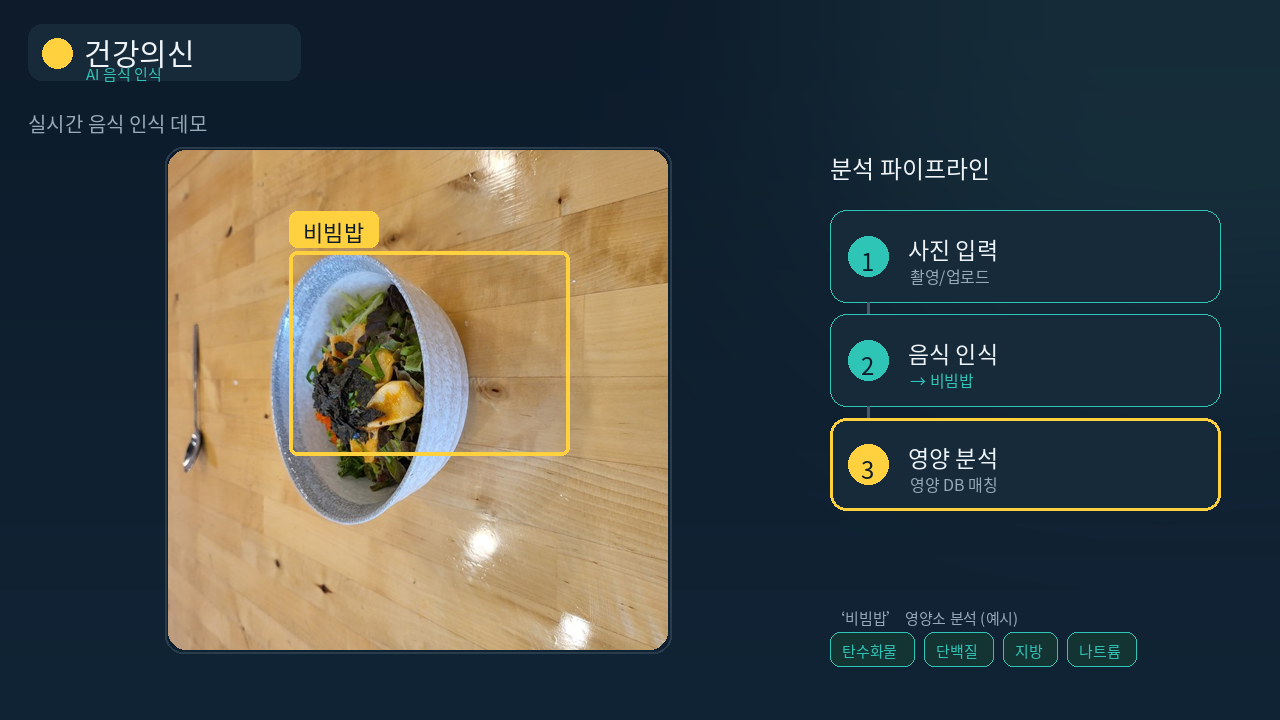 건강의신
AI 음식 인식
실시간 음식 인식 데모
비빔밥
분석 파이프라인
1
사진 입력
촬영/업로드
2
음식 인식
→ 비빔밥
3
영양 분석
영양 DB 매칭
‘비빔밥’ 영양소 분석 (예시)
탄수화물 단백질 지방 나트륨